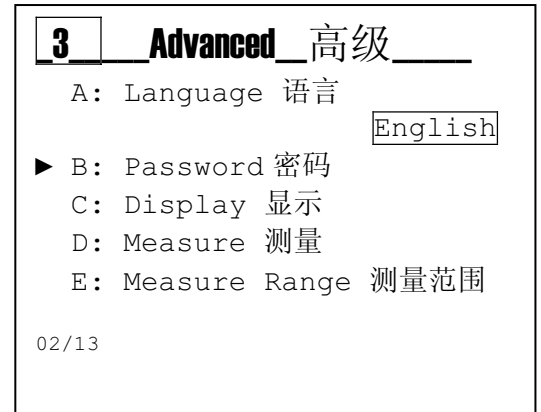 3 Advanced 高级
A: Language 语言
English
► B: Password 密码
C: Display 显示
D: Measure 测量
E: Measure Range 测量范围
02/13